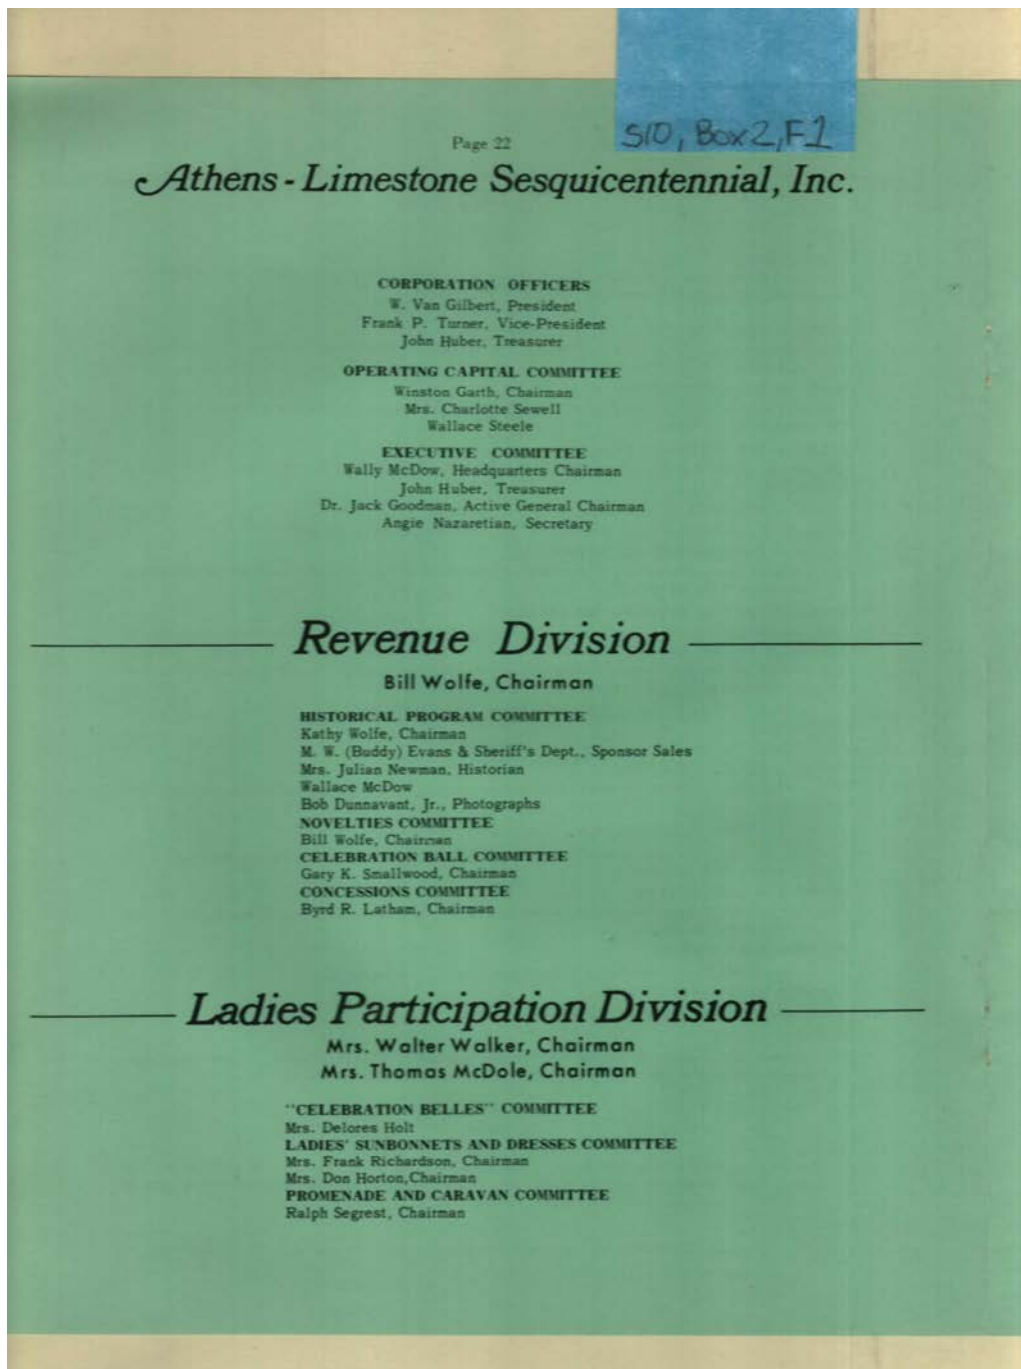 S10, Box 2, F1
Page 22
Athens - Limestone Sesquicentennial, Inc.
CORPORATION OFFICERS
W. Van Gilbert, President
Frank P. Turner, Vice-President
John Huber, Treasurer
OPERATING CAPITAL COMMITTEE
Winston Garth, Chairman
Mrs. Charlotte Sewell
Wallace Steele
EXECUTIVE COMMITTEE
Wally McDow, Headquarters Chairman
John Huber, Treasurer
Dr. Jack Goodman, Active General Chairman
Angie Nazaretian, Secretary
Revenue Division
Bill Wolfe, Chairman
HISTORICAL PROGRAM COMMITTEE
Kathy Wolfe, Chairman
M. W. (Buddy) Evans & Sheriff's Dept., Sponsor Sales
Mrs. Julian Newman, Historian
Wallace McDow
Bob Dunnavant, Jr., Photographs
NOVELTIES COMMITTEE
Bill Wolfe, Chairman
CELEBRATION BALL COMMITTEE
Gary K. Smallwood, Chairman
CONCESSIONS COMMITTEE
Byrd R. Latham, Chairman
Ladies Participation Division
Mrs. Walter Walker, Chairman
Mrs. Thomas McDole, Chairman
"CELEBRATION BELLES" COMMITTEE
Mrs. Delores Holt
LADIES' SUNBONNETS AND DRESSES COMMITTEE
Mrs. Frank Richardson, Chairman
Mrs. Don Horton,Chairman
PROMENADE AND CARAVAN COMMITTEE
Ralph Segrest, Chairman